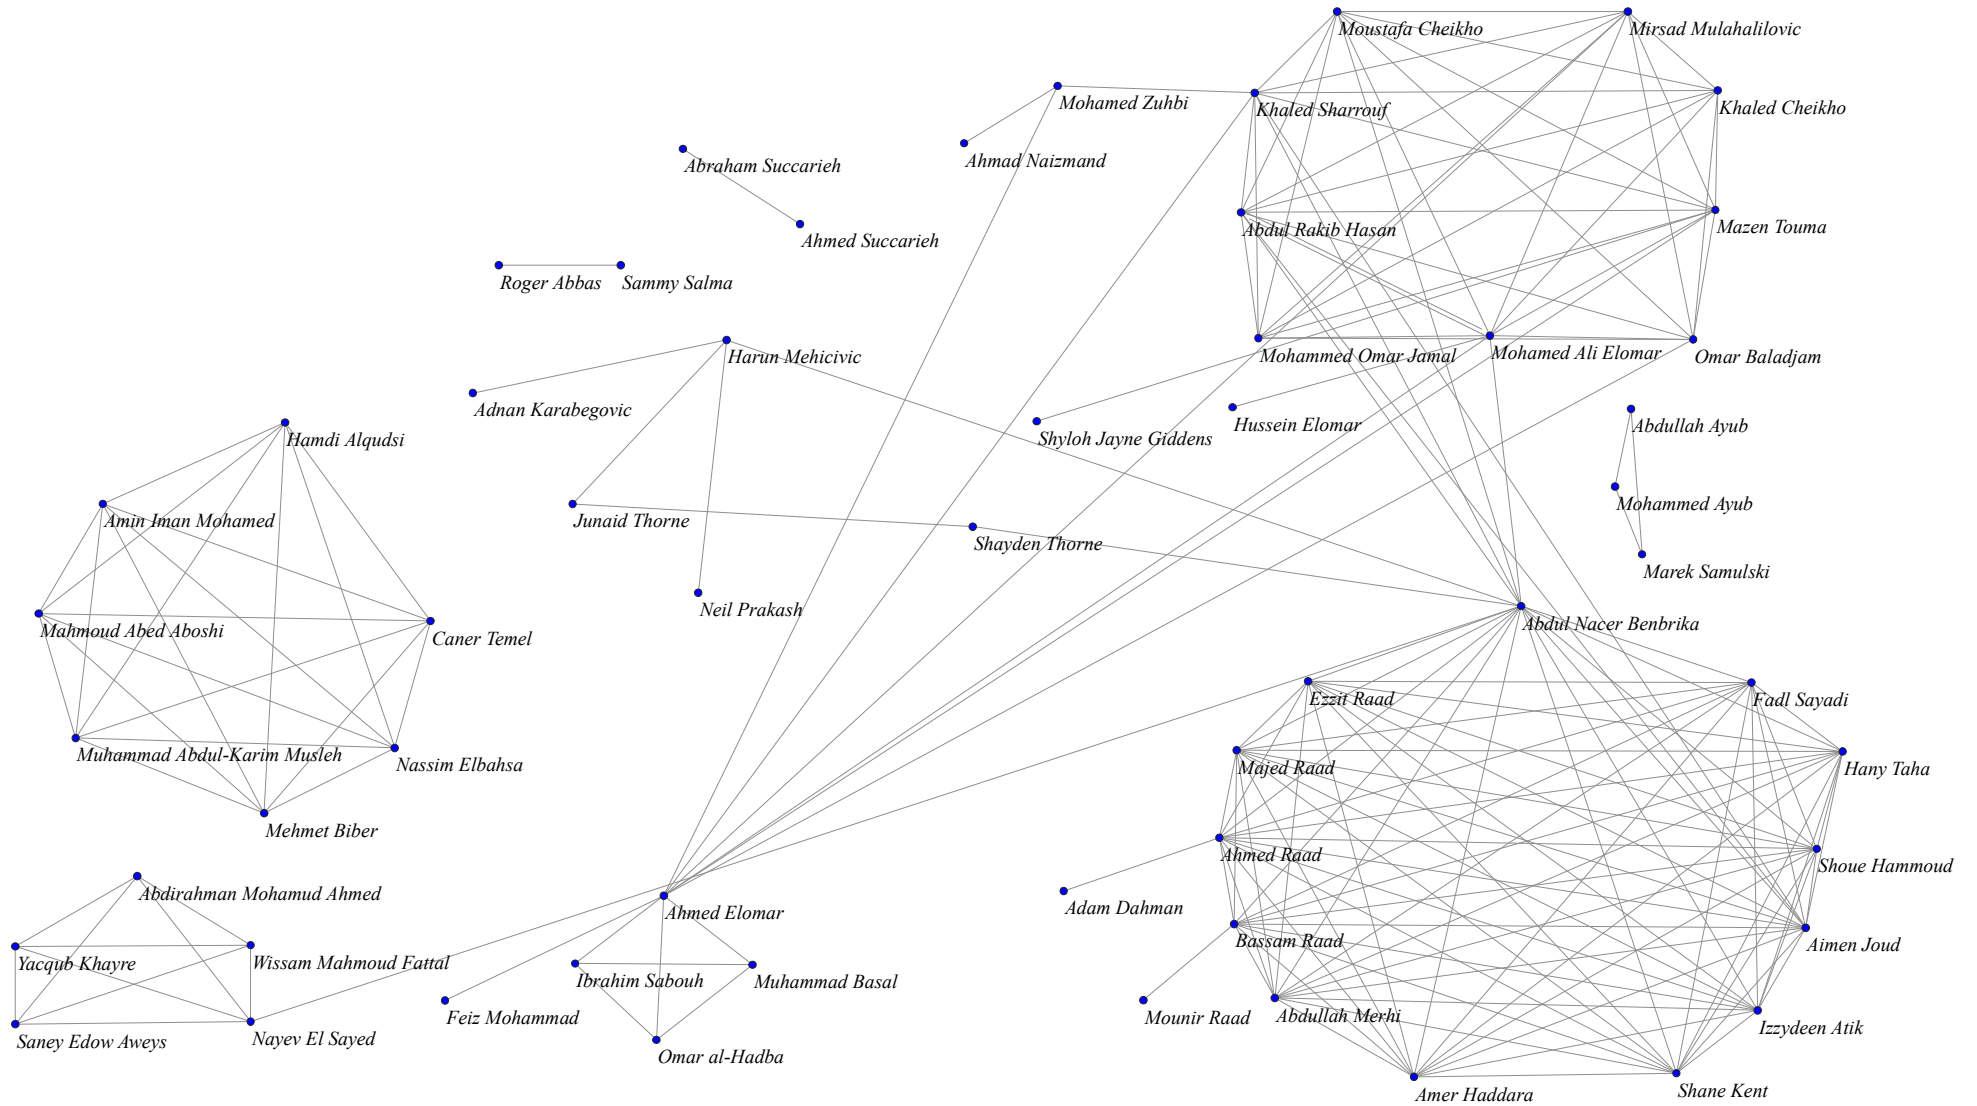 Moustafa Cheikho
Mirsad Mulahalilovic
Mohamed Zuhbi
Khaled Sharrouf
Khaled Cheikho
Ahmad Naizmand
Abraham Succarieh
Ahmed Succarieh
Abdul Rakib Hasan
Mazen Touma
Roger Abbas
Sammy Salma
Harun Mehicivic
Mohammed Omar Jamal
Mohamed Ali Elomar
Omar Baladjam
Adnan Karabegovic
Shyloh Jayne Giddens
Hussein Elomar
Abdullah Ayub
Hamdi Alqudsi
Mohammed Ayub
Amin Iman Mohamed
Junaid Thorne
Shayden Thorne
Marek Samulski
Neil Prakash
Abdul Nacer Benbrika
Mahmoud Abed Aboshi
Caner Temel
Ezzit Raad
Fadl Sayadi
Muhammad Abdul-Karim Musleh
Nassim Elbahsa
Majed Raad
Hany Taha
Mehmet Biber
Ahmed Raad
Shoue Hammoud
Abdirahman Mohamud Ahmed
Adam Dahman
Ahmed Elomar
Bassam Raad
Aimen Joud
Yacqub Khayre
Wissam Mahmoud Fattal
Ibrahim Sabouh
Muhammad Basal
Feiz Mohammad
Mounir Raad
Abdullah Merhi
Izzydeen Atik
Saney Edow Aweys
Nayev El Sayed
Omar al-Hadba
Amer Haddara
Shane Kent